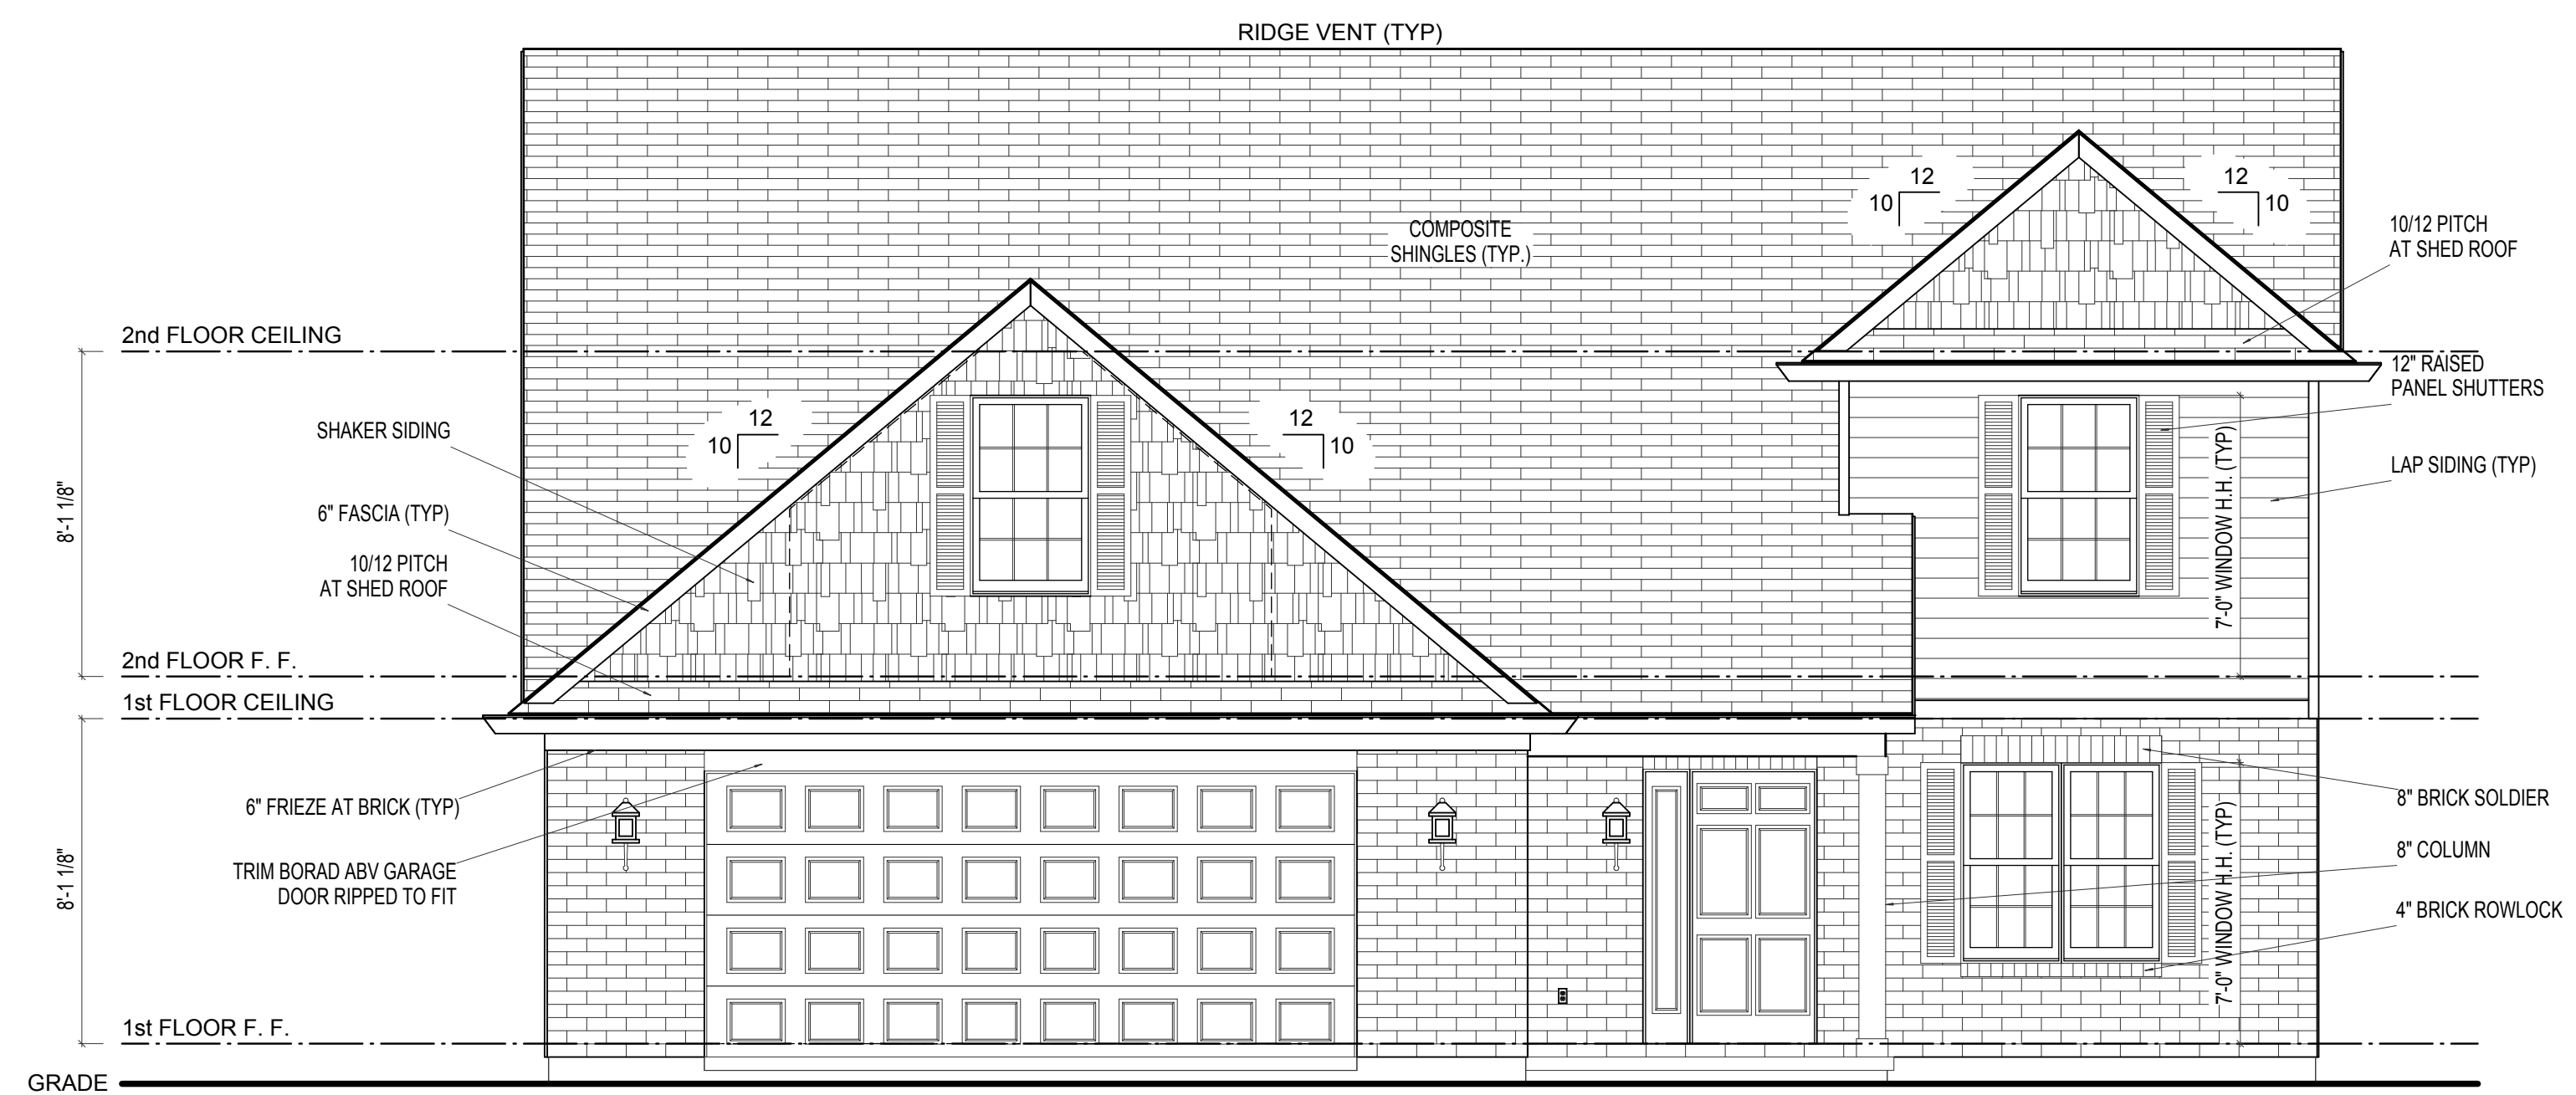 RIDGE VENT (TYP)
12
10
12
10
COMPOSITE
SHINGLES (TYP.)
10/12 PITCH
AT SHED ROOF
2nd FLOOR CEILING
12" RAISED
PANEL SHUTTERS
SHAKER SIDING
12
10
12
10
7'-0" WINDOW H.H. (TYP)
LAP SIDING (TYP)
8'-1 1/8"
6" FASCIA (TYP)
10/12 PITCH
AT SHED ROOF
2nd FLOOR F. F.
1st FLOOR CEILING
6" FRIEZE AT BRICK (TYP)
8" BRICK SOLDIER
8'-1 1/8"
TRIM BORAD ABV GARAGE
DOOR RIPPED TO FIT
7'-0" WINDOW H.H. (TYP)
8" COLUMN
4" BRICK ROWLOCK
1st FLOOR F. F.
GRADE